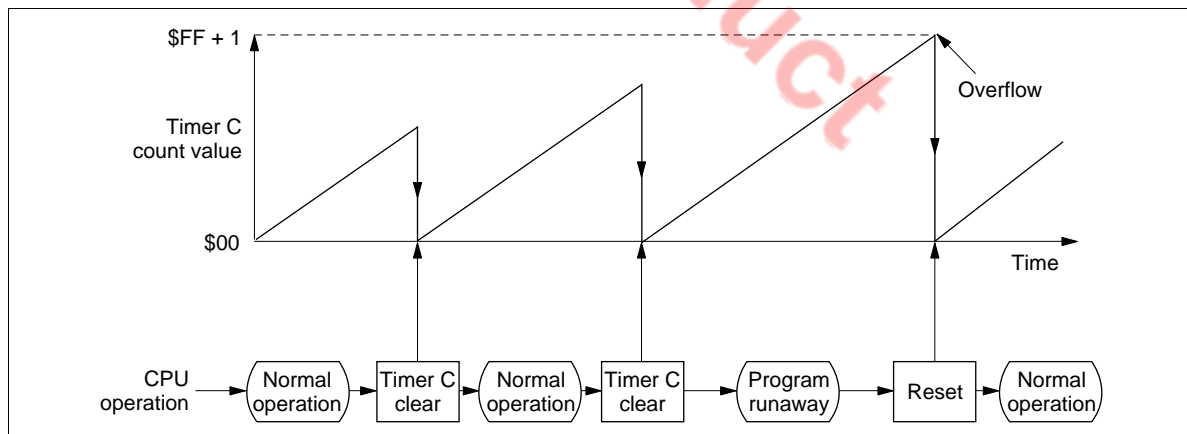 $FF + 1
Overflow
Timer C
count value
$00
Time
CPU
operation
Normal
operation
Timer C
clear
Normal
operation
Timer C
clear
Program
runaway
Reset
Normal
operation